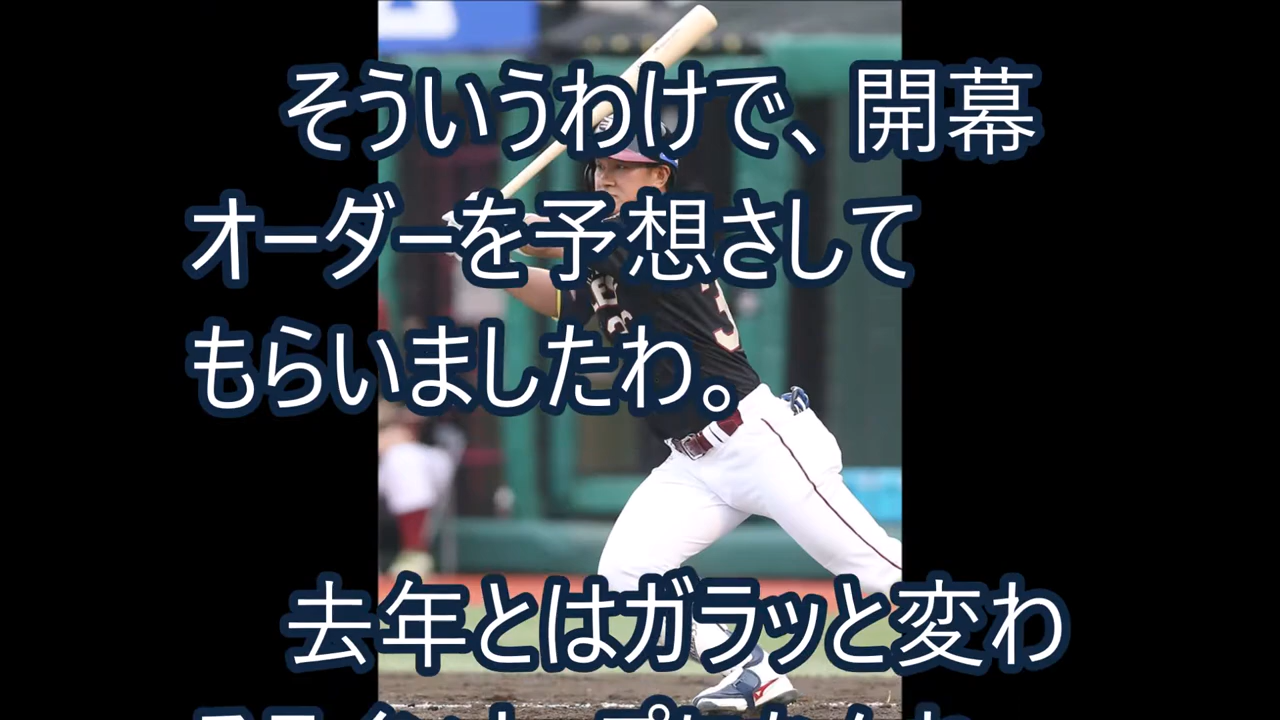 そういうわけで、開幕
オーダーを予想さして
もらいましたわ。
去年とはガラッと変わ